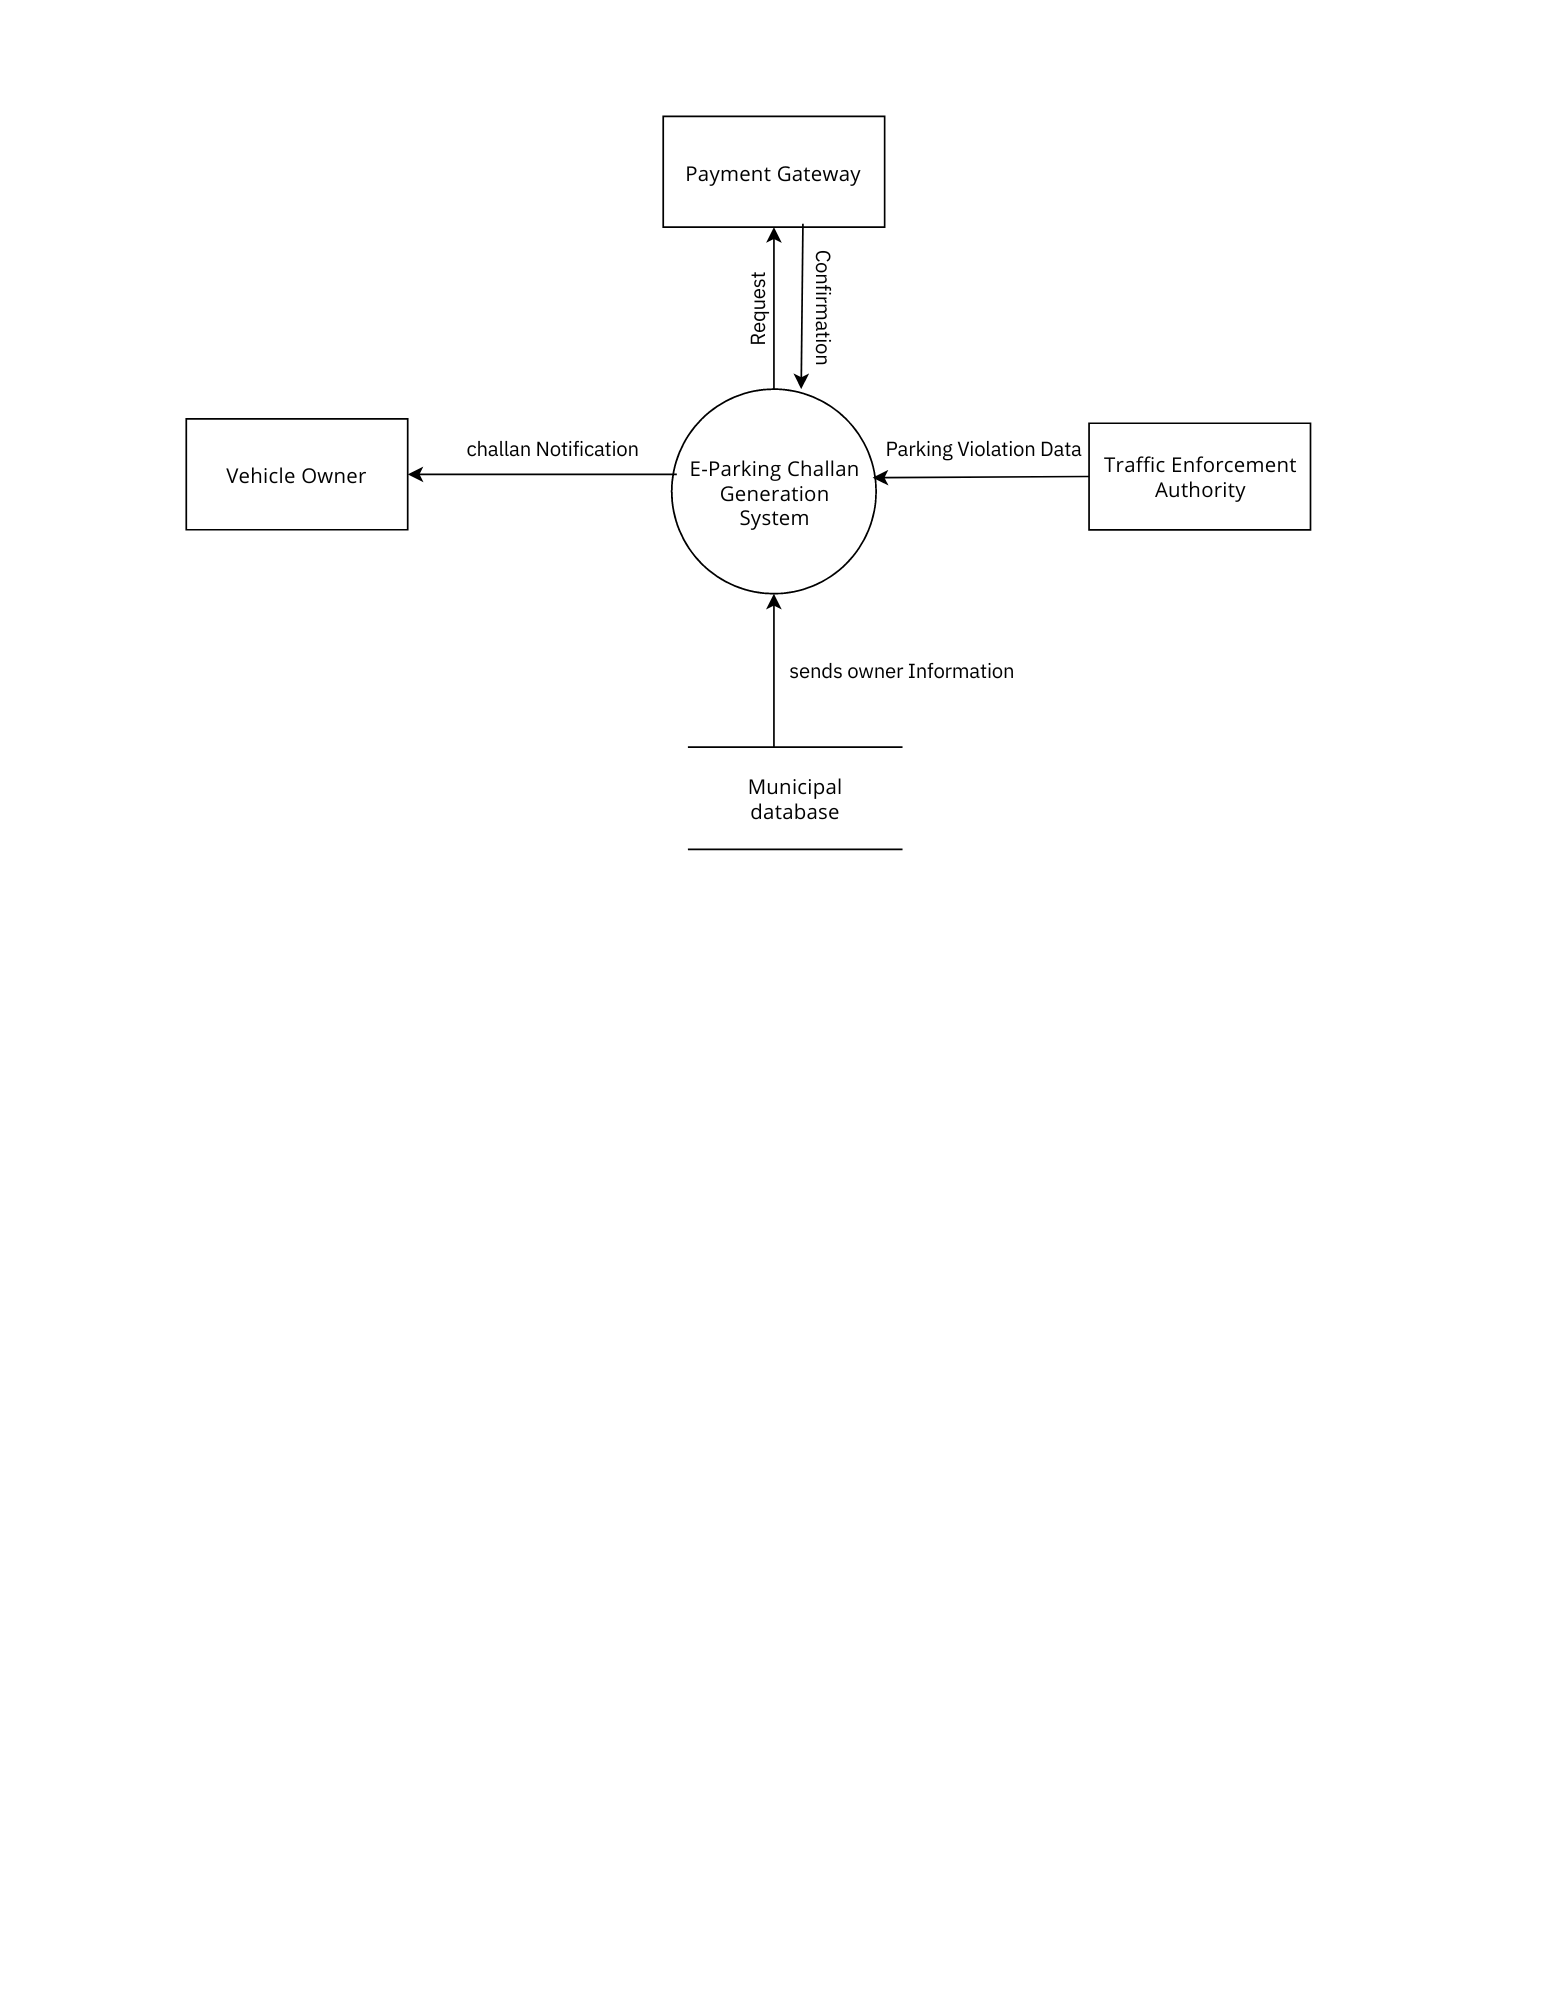 Payment Gateway
Request
Confirmation
Vehicle Owner
challan Notification
E-Parking Challan
Generation
System
Parking Violation Data
Traffic Enforcement
Authority
sends owner Information
Municipal
database